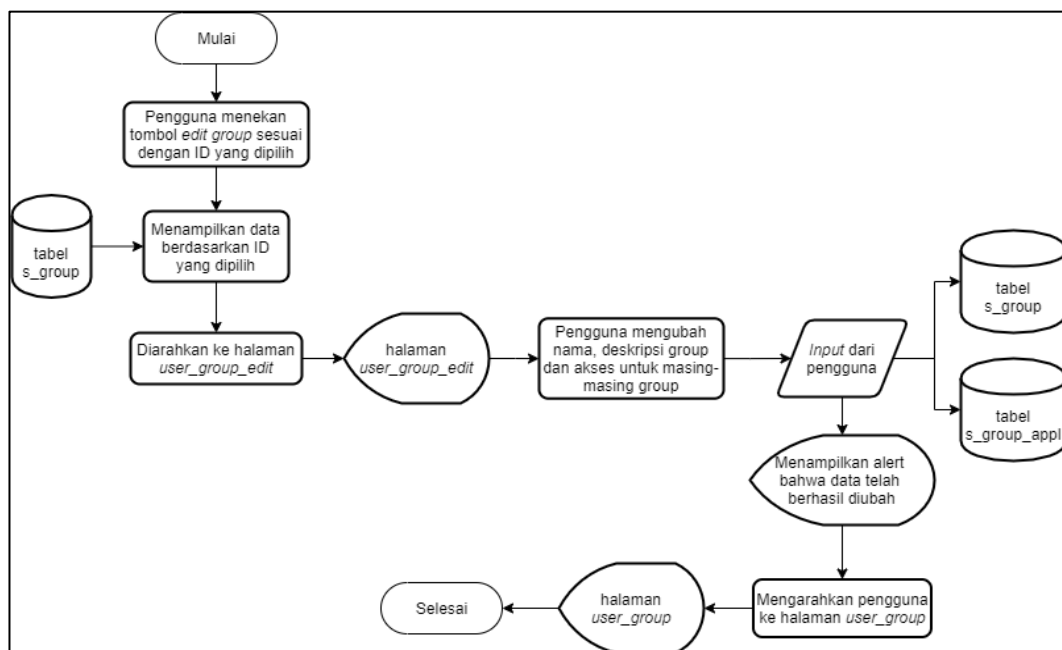 Mulai
Pengguna menekan
tombol edit group sesuai
dengan ID yang dipilih
tabel
s_group
Menampilkan data
berdasarkan ID
yang dipilih
Diarahkan ke halaman
user_group_edit
halaman
user_group_edit
Pengguna mengubah
nama, deskripsi group
dan akses untuk masing-
masing group
Input dari
pengguna
tabel
s_group
tabel
s_group_appl
Menampilkan alert
bahwa data telah
berhasil diubah
Mengarahkan pengguna
ke halaman user_group
halaman
user_group
Selesai